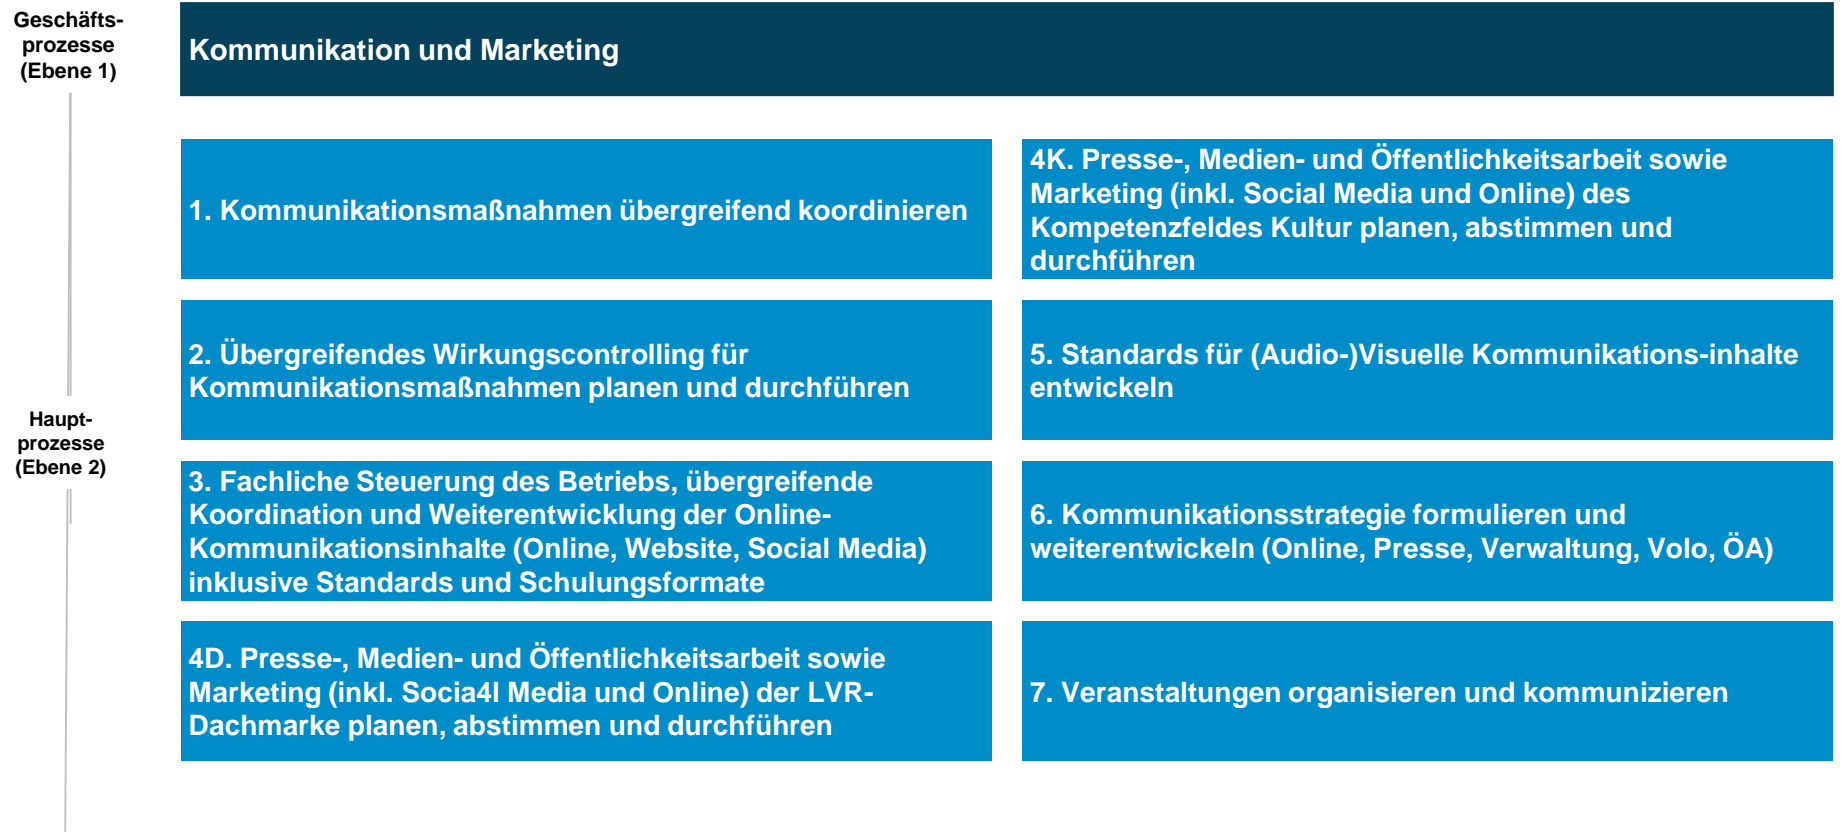 Geschäfts-
prozesse
(Ebene 1)
Kommunikation und Marketing
Haupt-
prozesse
(Ebene 2)
1. Kommunikationsmaßnahmen übergreifend koordinieren
2. Übergreifendes Wirkungscontrolling für
Kommunikationsmaßnahmen planen und durchführen
3. Fachliche Steuerung des Betriebs, übergreifende
Koordination und Weiterentwicklung der Online-
Kommunikationsinhalte (Online, Website, Social Media)
inklusive Standards und Schulungsformate
4D. Presse-, Medien- und Öffentlichkeitsarbeit sowie
Marketing (inkl. Socia4l Media und Online) der LVR-
Dachmarke planen, abstimmen und durchführen
4K. Presse-, Medien- und Öffentlichkeitsarbeit sowie
Marketing (inkl. Social Media und Online) des
Kompetenzfeldes Kultur planen, abstimmen und
durchführen
5. Standards für (Audio-)Visuelle Kommunikations-inhalte
entwickeln
6. Kommunikationsstrategie formulieren und
weiterentwickeln (Online, Presse, Verwaltung, Volo, ÖA)
7. Veranstaltungen organisieren und kommunizieren